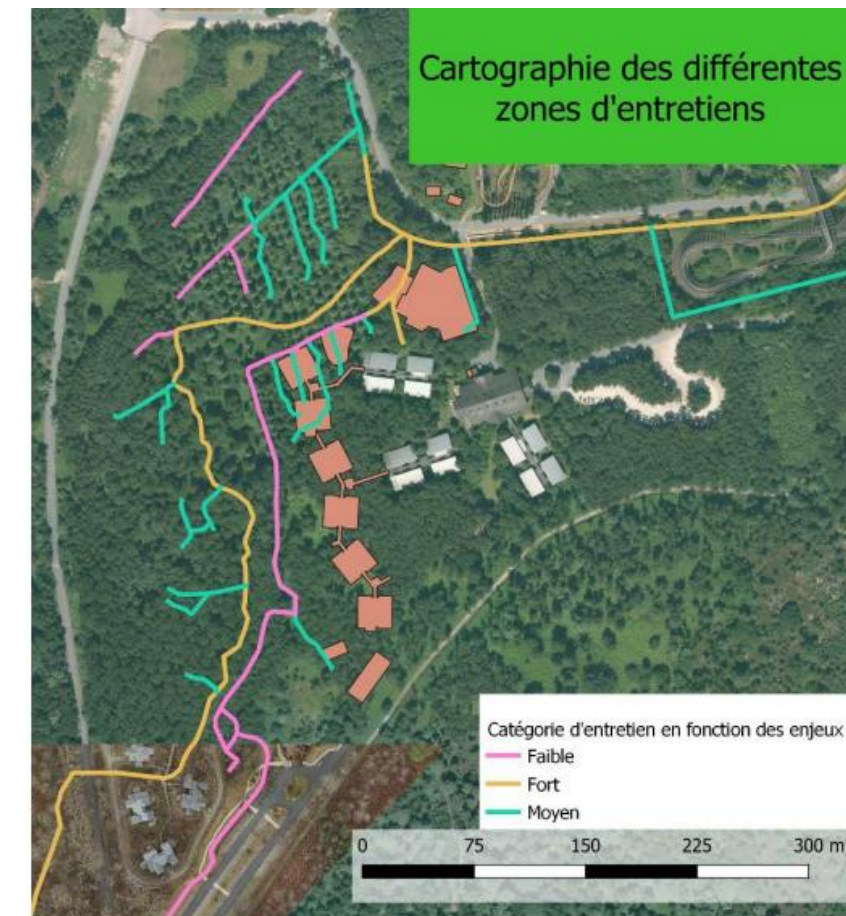 Cartographie des différentes
zones d'entretiens
Catégorie d'entretien en fonction des enjeux
Faible
Fort
Moyen
0 75 150 225 300 m